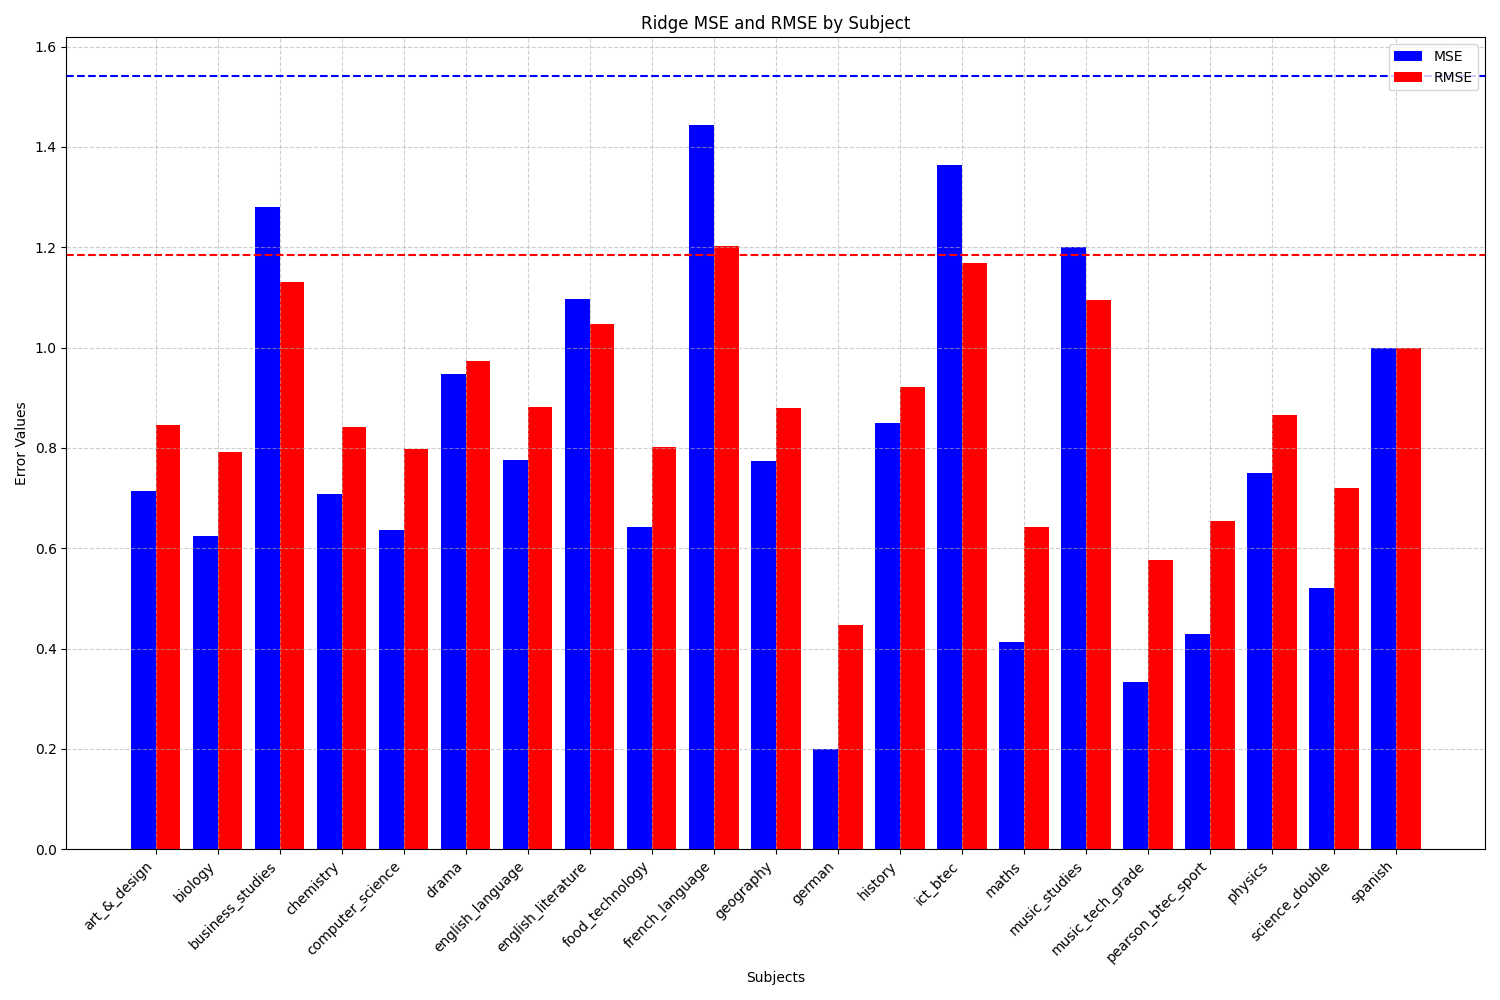 Ridge MSE and RMSE by Subject
MSE
RMSE
Error Values
1.6
1.4
1.2
1.0
0.8
0.6
0.4
0.2
0.0
art_&_design
biology
business_studies
chemistry
computer_science
drama
english_language
english_literature
food_technology
french_language
geography
german
history
ict_btec
maths
music_studies
music_tech_grade
pearson_btec_sport
physics
science_double
spanish
Subjects